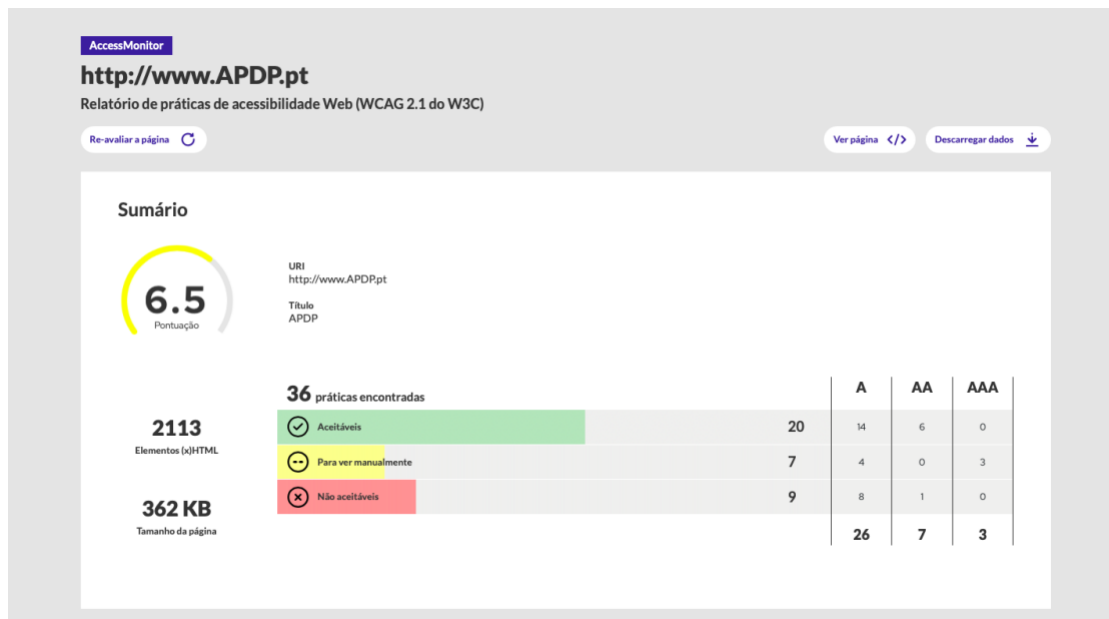 AccessMonitor
http://www.APDP.pt
Relatório de práticas de acessibilidade Web (WCAG 2.1 do W3C)
Re-avaliar a página
Ver página </>
Descarregar dados
Sumário
6.5
Pontuação
URI
http://www.APDP.pt
Título
APDP
2113
Elementos (x)HTML
362 KB
Tamanho da página
36 práticas encontradas A AA AAA
Aceitáveis 20 14 6 0
Para ver manualmente 7 4 0 3
Não aceitáveis 9 8 1 0
26 7 3